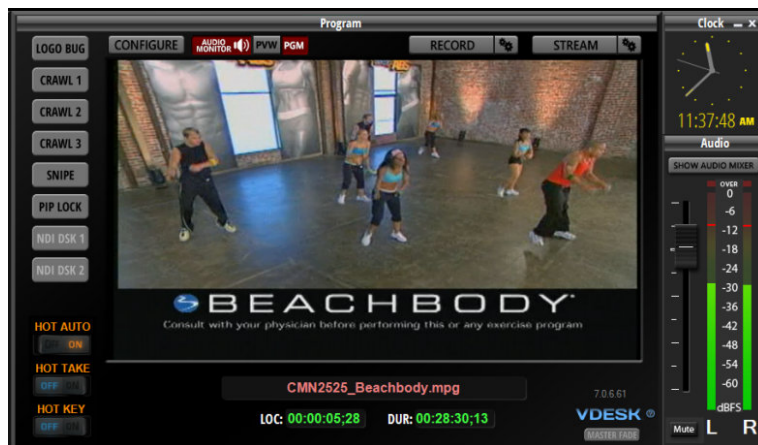 Program
CONFIGURE
AUDIO MONITOR
PVW
PGM
RECORD
STREAM
LOGO BUG
CRAWL 1
CRAWL 2
CRAWL 3
SNIPE
PIP LOCK
NDI DSK 1
NDI DSK 2
BEACHBODY
Consult with your physician before performing this or any exercise program
HOT AUTO
OFF ON
HOT TAKE
OFF ON
HOT KEY
OFF ON
CMN2525_Beachbody.mpg
LOC: 00:00:05;28 DUR: 00:28:30;13
7.0.6.61
VDESK ®
MASTER FADE
Clock
11:37:48 AM
Audio
SHOW AUDIO MIXER
OVER
0
-6
-12
-18
-24
-30
-36
-42
-48
-54
-60
dBFS
Mute L R